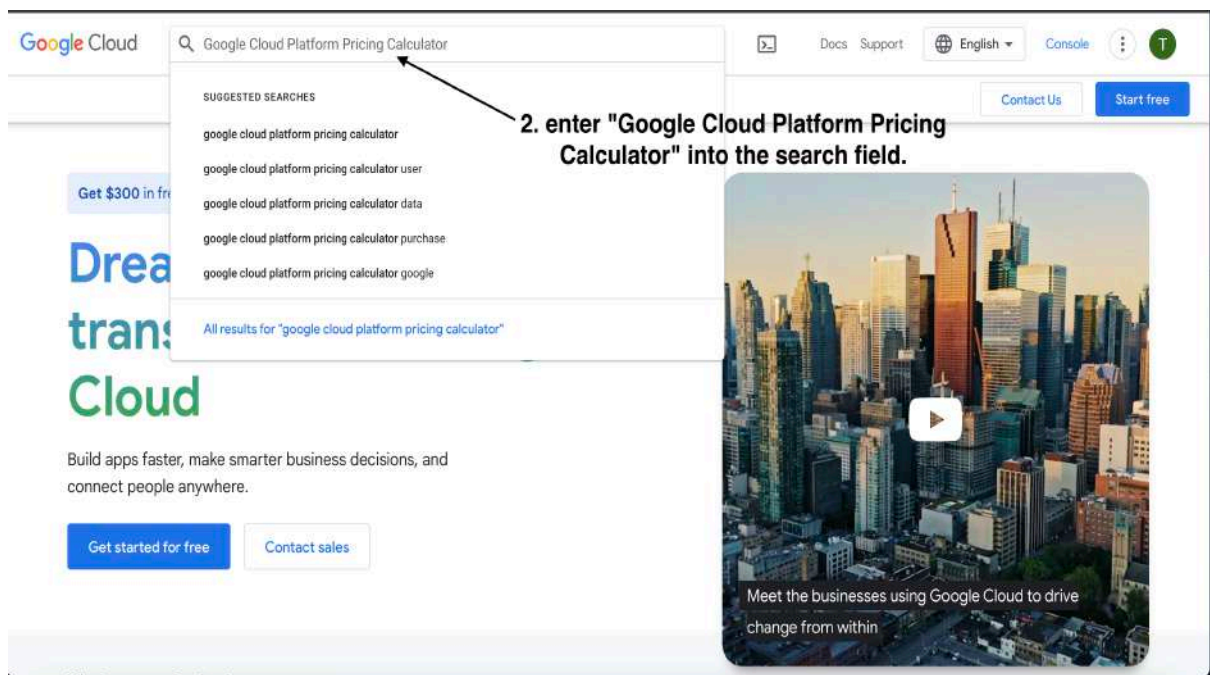 Google Cloud
Google Cloud Platform Pricing Calculator
Docs Support English Console T
Contact Us Start free
SUGGESTED SEARCHES
google cloud platform pricing calculator
google cloud platform pricing calculator user
google cloud platform pricing calculator data
google cloud platform pricing calculator purchase
google cloud platform pricing calculator google
All results for "google cloud platform pricing calculator"
2. enter "Google Cloud Platform Pricing
Calculator" into the search field.
Get $300 in
Cloud
Build apps faster, make smarter business decisions, and
connect people anywhere.
Get started for free Contact sales
Meet the businesses using Google Cloud to drive
change from within